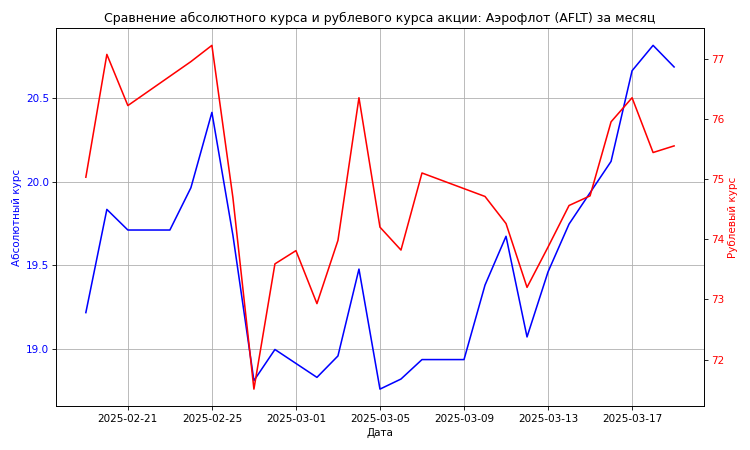 Сравнение абсолютного курса и рублевого курса акции: Аэрофлот (AFLT) за месяц
Абсолютный курс
20.5
20.0
19.5
19.0
77
76
75
74
73
72
Рублевый курс
2025-02-21 2025-02-25 2025-03-01 2025-03-05 2025-03-09 2025-03-13 2025-03-17
Дата